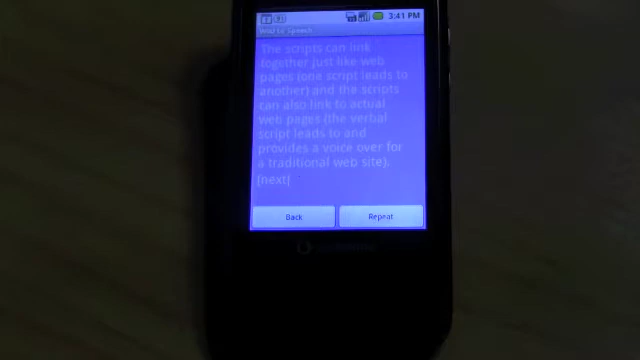 3:41 PM
Web to Speech
The scripts can link
together just like web
pages (one script leads to
another) and the scripts
can also link to actual
web pages (the verbal
script leads to and
provides a voice over for
a traditional web site).
[next]
Back
Repeat